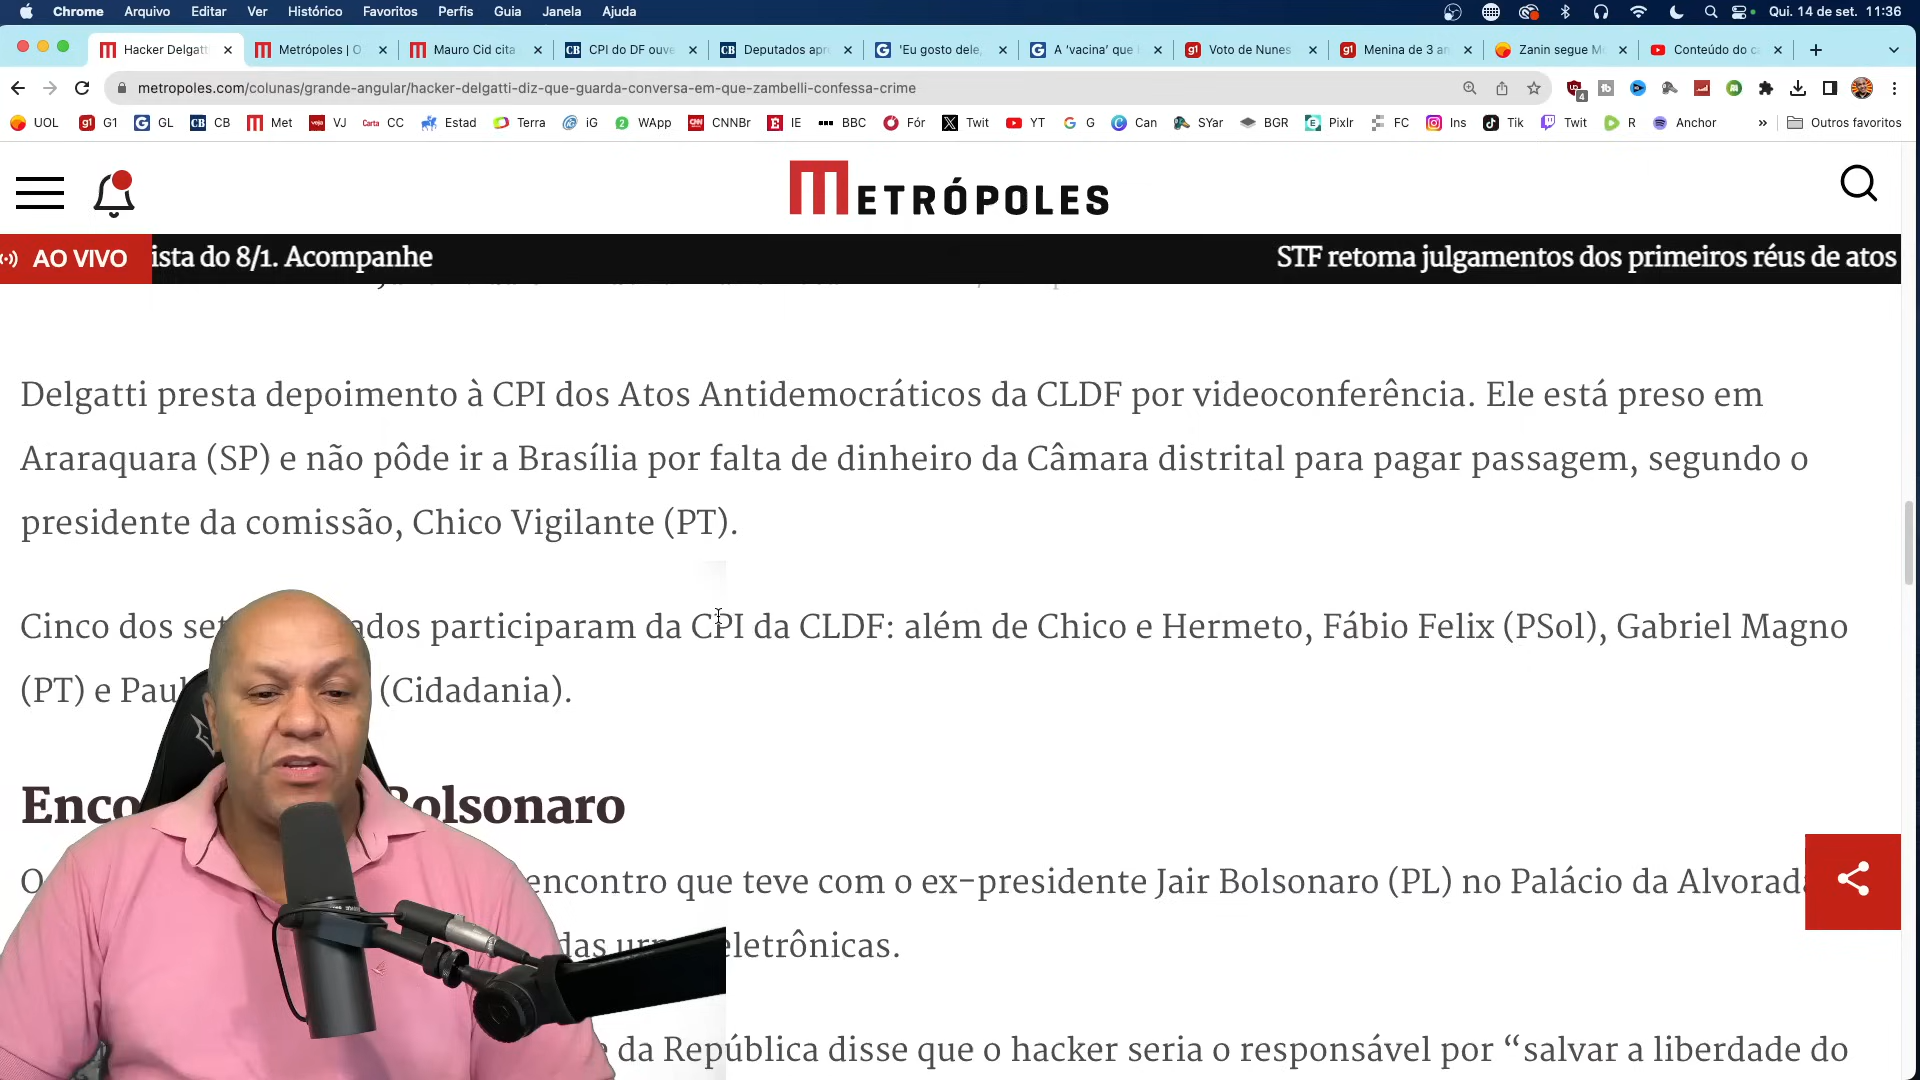 Chrome Arquivo Editar Ver Histórico Favoritos Perfis Guia Janela Ajuda Qui. 14 de set. 11:36
Hacker Delgatt Metrópoles | O Mauro Cid cita CPI do DF ouve Deputados apr 'Eu gosto dele, A 'vacina' que Voto de Nunes Menina de 3 an Zanin segue M Conteúdo do c
metropoles.com/colunas/grande-angular/hacker-delgatti-diz-que-guarda-conversa-em-que-zambelli-confessa-crime
UOL G1 GL CB Met VJ CC Estad Terra iG WApp CNNBr IE BBC Fór Twit YT G Can SYar BGR Pixlr FC Ins Tik Twit R Anchor » Outros favoritos
METRÓPOLES
AO VIVO ista do 8/1. Acompanhe STF retoma julgamentos dos primeiros réus de atos
Delgatti presta depoimento à CPI dos Atos Antidemocráticos da CLDF por videoconferência. Ele está preso em
Araraquara (SP) e não pôde ir a Brasília por falta de dinheiro da Câmara distrital para pagar passagem, segundo o
presidente da comissão, Chico Vigilante (PT).
Cinco dos set ados participaram da CPI da CLDF: além de Chico e Hermeto, Fábio Felix (PSol), Gabriel Magno
(PT) e Paul (Cidadania).
Enco Bolsonaro
O encontro que teve com o ex-presidente Jair Bolsonaro (PL) no Palácio da Alvorada
das urn eletrônicas.
da República disse que o hacker seria o responsável por “salvar a liberdade do